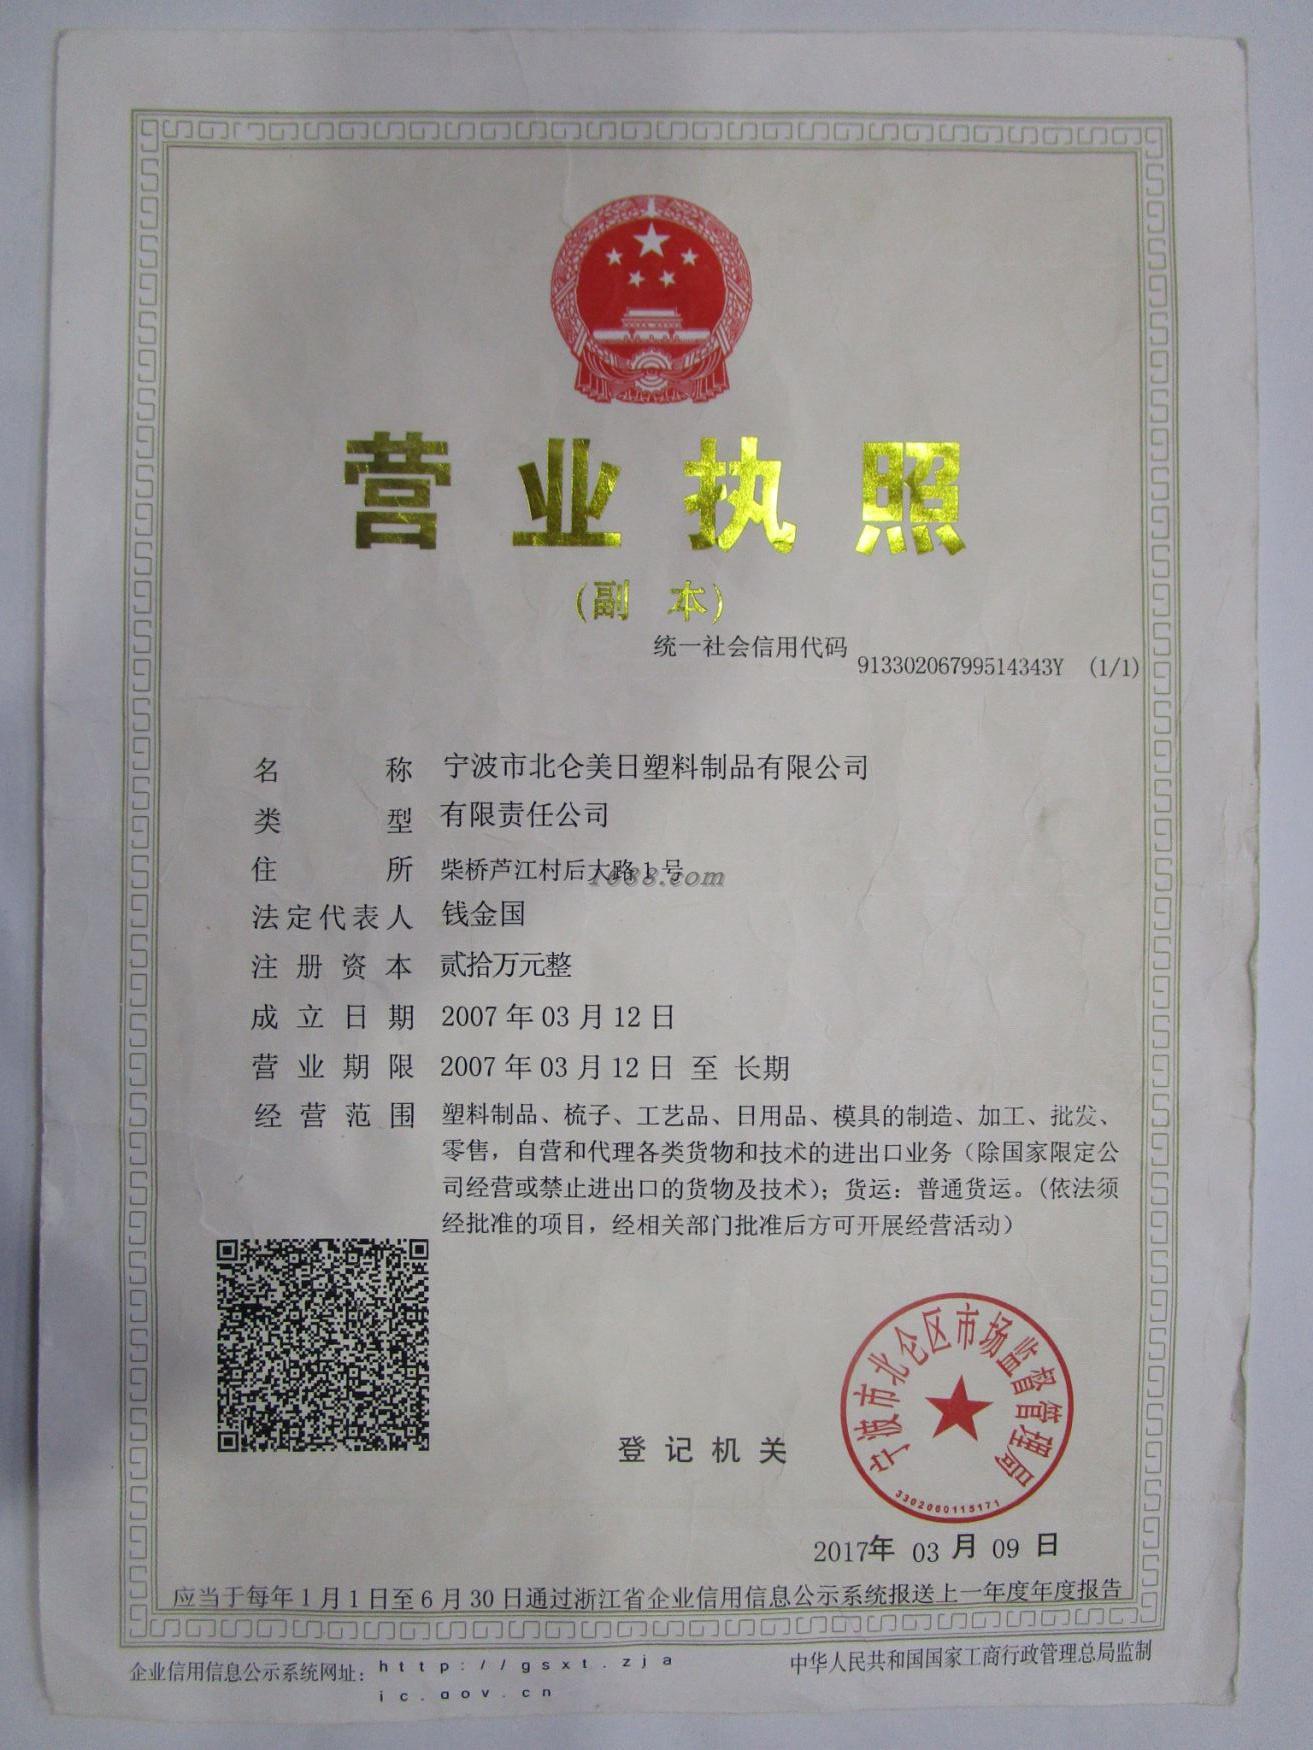 营业执照
(副 本)
统一社会信用代码 91330206799514343Y (1/1)
名 称 宁波市北仑美日塑料制品有限公司
类 型 有限责任公司
住 所 柴桥芦江村后大路1号
1688.com
法定代表人 钱金国
注册资本 贰拾万元整
成立日期 2007年03月12日
营业期限 2007年03月12日 至 长期
经营范围 塑料制品、梳子、工艺品、日用品、模具的制造、加工、批发、
零售，自营和代理各类货物和技术的进出口业务（除国家限定公
司经营或禁止进出口的货物及技术）；货运：普通货运。（依法须
经批准的项目，经相关部门批准后方可开展经营活动）
宁波市北仑区市场监督管理局
3302060115171
登记机关
2017年 03 月 09 日
应当于每年1月1日至6月30日通过浙江省企业信用信息公示系统报送上一年度年度报告
企业信用信息公示系统网址： http://gsxt.zja
ic.gov.cn
中华人民共和国国家工商行政管理总局监制